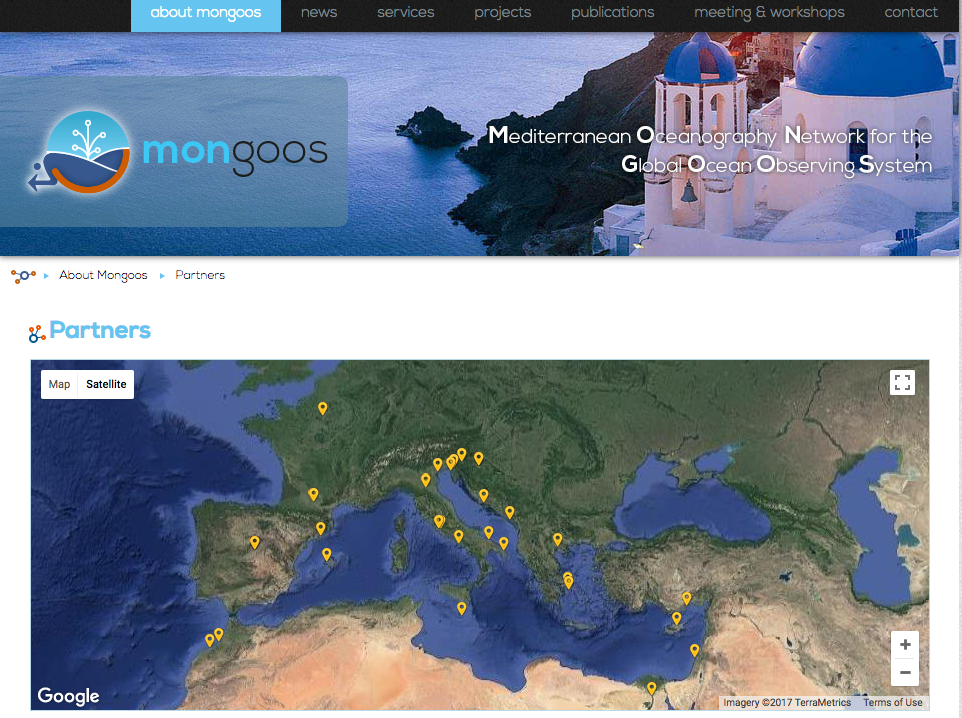 about mongoos news services projects publications meeting & workshops contact
mongoos
Mediterranean Oceanography Network for the
Global Ocean Observing System
About Mongoos Partners
Partners
Map Satellite
+
−
Google
Imagery ©2017 TerraMetrics Terms of Use